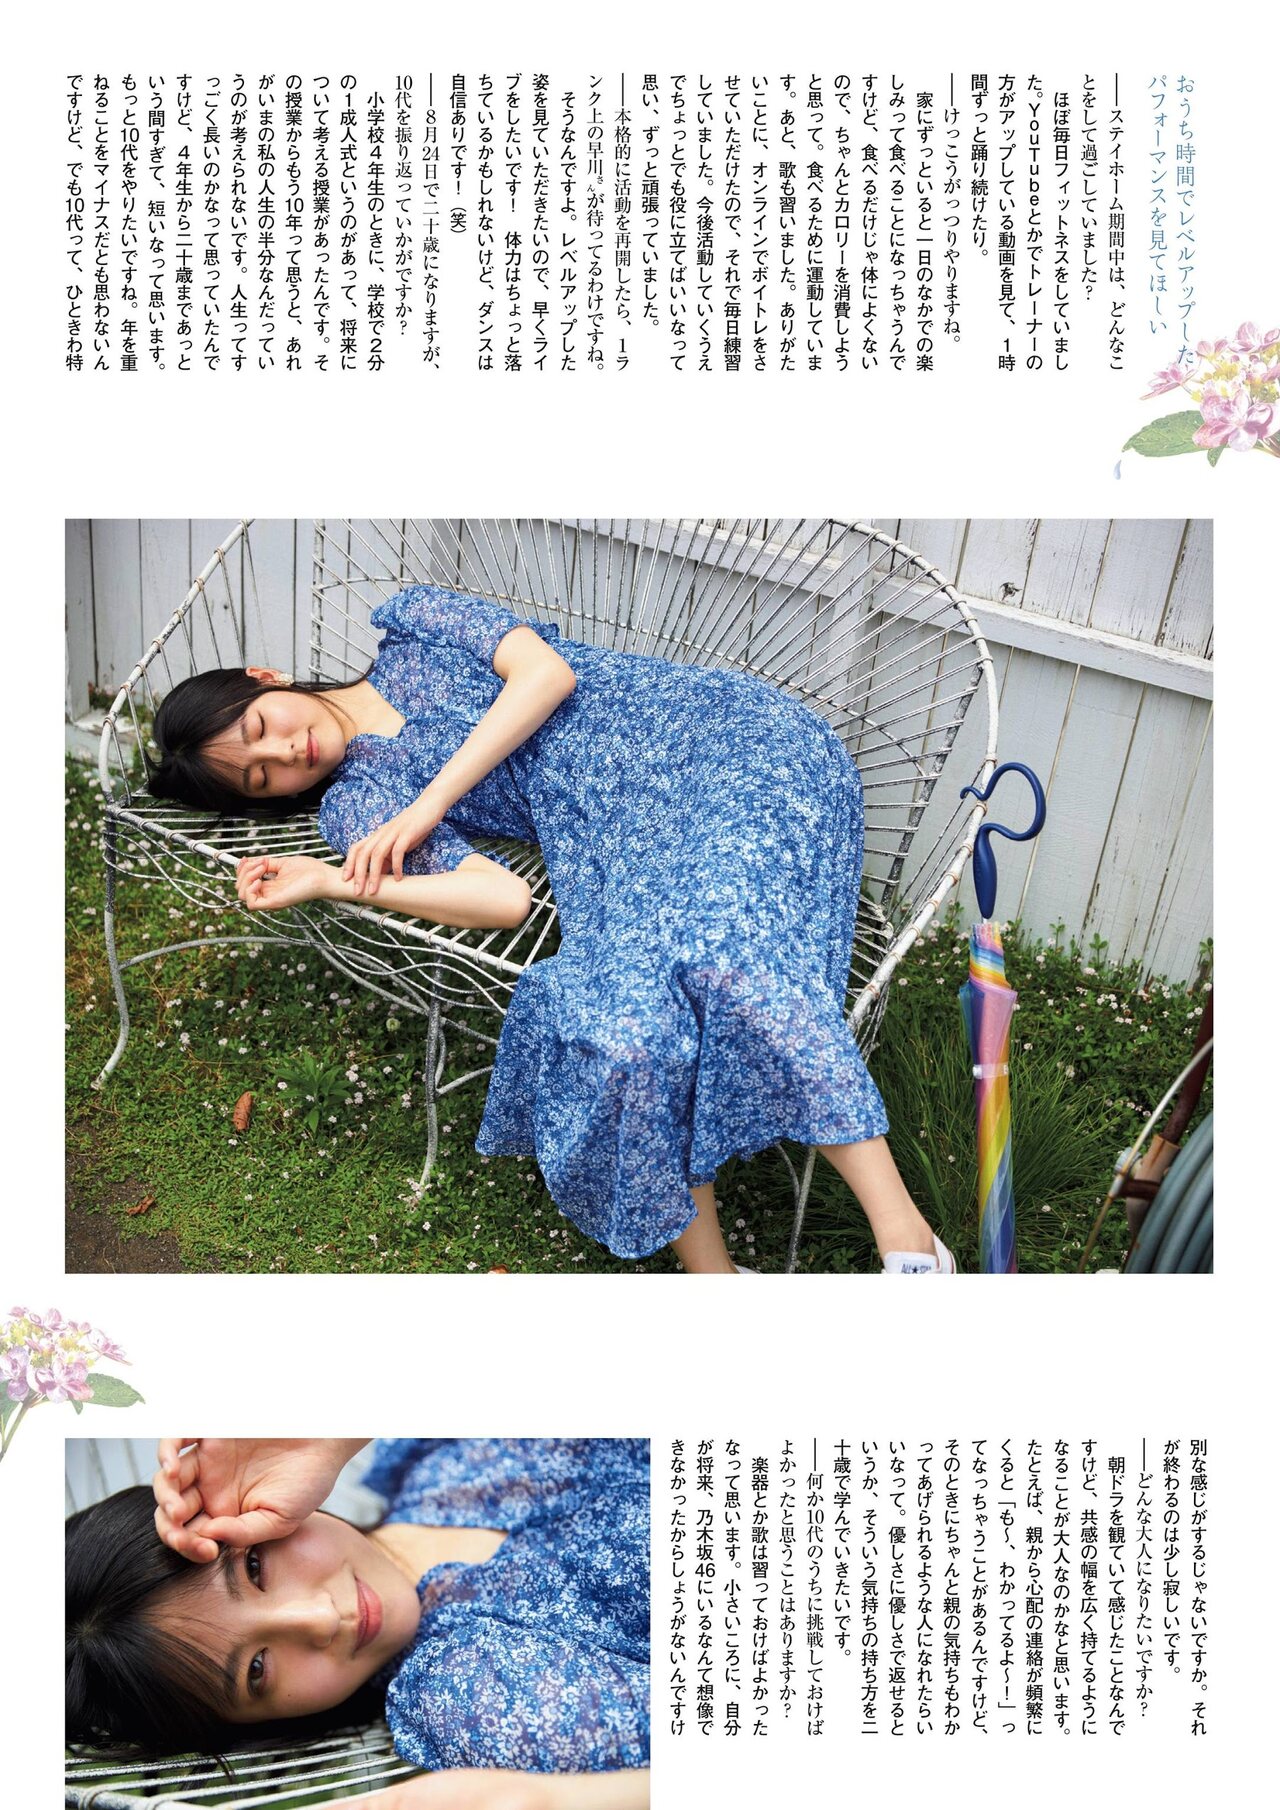 おうち時間でレベルアップした
パフォーマンスを見てほしい
──ステイホーム期間中は、どんなこ
とをして過ごしていました？
ほぼ毎日フィットネスをしていまし
た。YouTubeとかでトレーナーの
方がアップしている動画を見て、1時
間ずっと踊り続けたり。
──けっこうがっつりやりますね。
家にずっといると一日のなかでの楽
しみって食べることになっちゃうんで
すけど、食べるだけじゃ体によくない
ので、ちゃんとカロリーを消費しよう
と思って。食べるために運動していま
す。あと、歌も習いました。ありがた
いことに、オンラインでボイトレをさ
せていただけたので、それで毎日練習
していました。今後活動していくうえ
でちょっとでも役に立てばいいなって
思い、ずっと頑張っていました。
──本格的に活動を再開したら、1ラ
ンク上の早川さんが待ってるわけですね。
そうなんですよ。レベルアップした
姿を見ていただきたいので、早くライ
ブをしたいです！　体力はちょっと落
ちているかもしれないけど、ダンスは
自信ありです！（笑）
──8月24日で二十歳になりますが、
10代を振り返っていかがですか？
小学校4年生のときに、学校で2分
の1成人式というのがあって、将来に
ついて考える授業があったんです。そ
の授業からもう10年って思うと、あれ
がいまの私の人生の半分なんだってい
うのが考えられないです。人生ってす
っごく長いのかなって思っていたんで
すけど、4年生から二十歳まであっと
いう間すぎて、短いなって思います。
もっと10代をやりたいですね。年を重
ねることをマイナスだとも思わないん
ですけど、でも10代って、ひときわ特
ALL★STAR
別な感じがするじゃないですか。それ
が終わるのは少し寂しいです。
──どんな大人になりたいですか？
朝ドラを観ていて感じたことなんで
すけど、共感の幅を広く持てるように
なることが大人なのかなと思います。
たとえば、親から心配の連絡が頻繁に
くると「も〜、わかってるよ〜！」っ
てなっちゃうことがあるんですけど、
そのときにちゃんと親の気持ちもわか
ってあげられるような人になれたらい
いなって。優しさに優しさで返せると
いうか、そういう気持ちの持ち方を二
十歳で学んでいきたいです。
──何か10代のうちに挑戦しておけば
よかったと思うことはありますか？
楽器とか歌は習っておけばよかった
なって思います。小さいころに、自分
が将来、乃木坂46にいるなんて想像で
きなかったからしょうがないんですけ